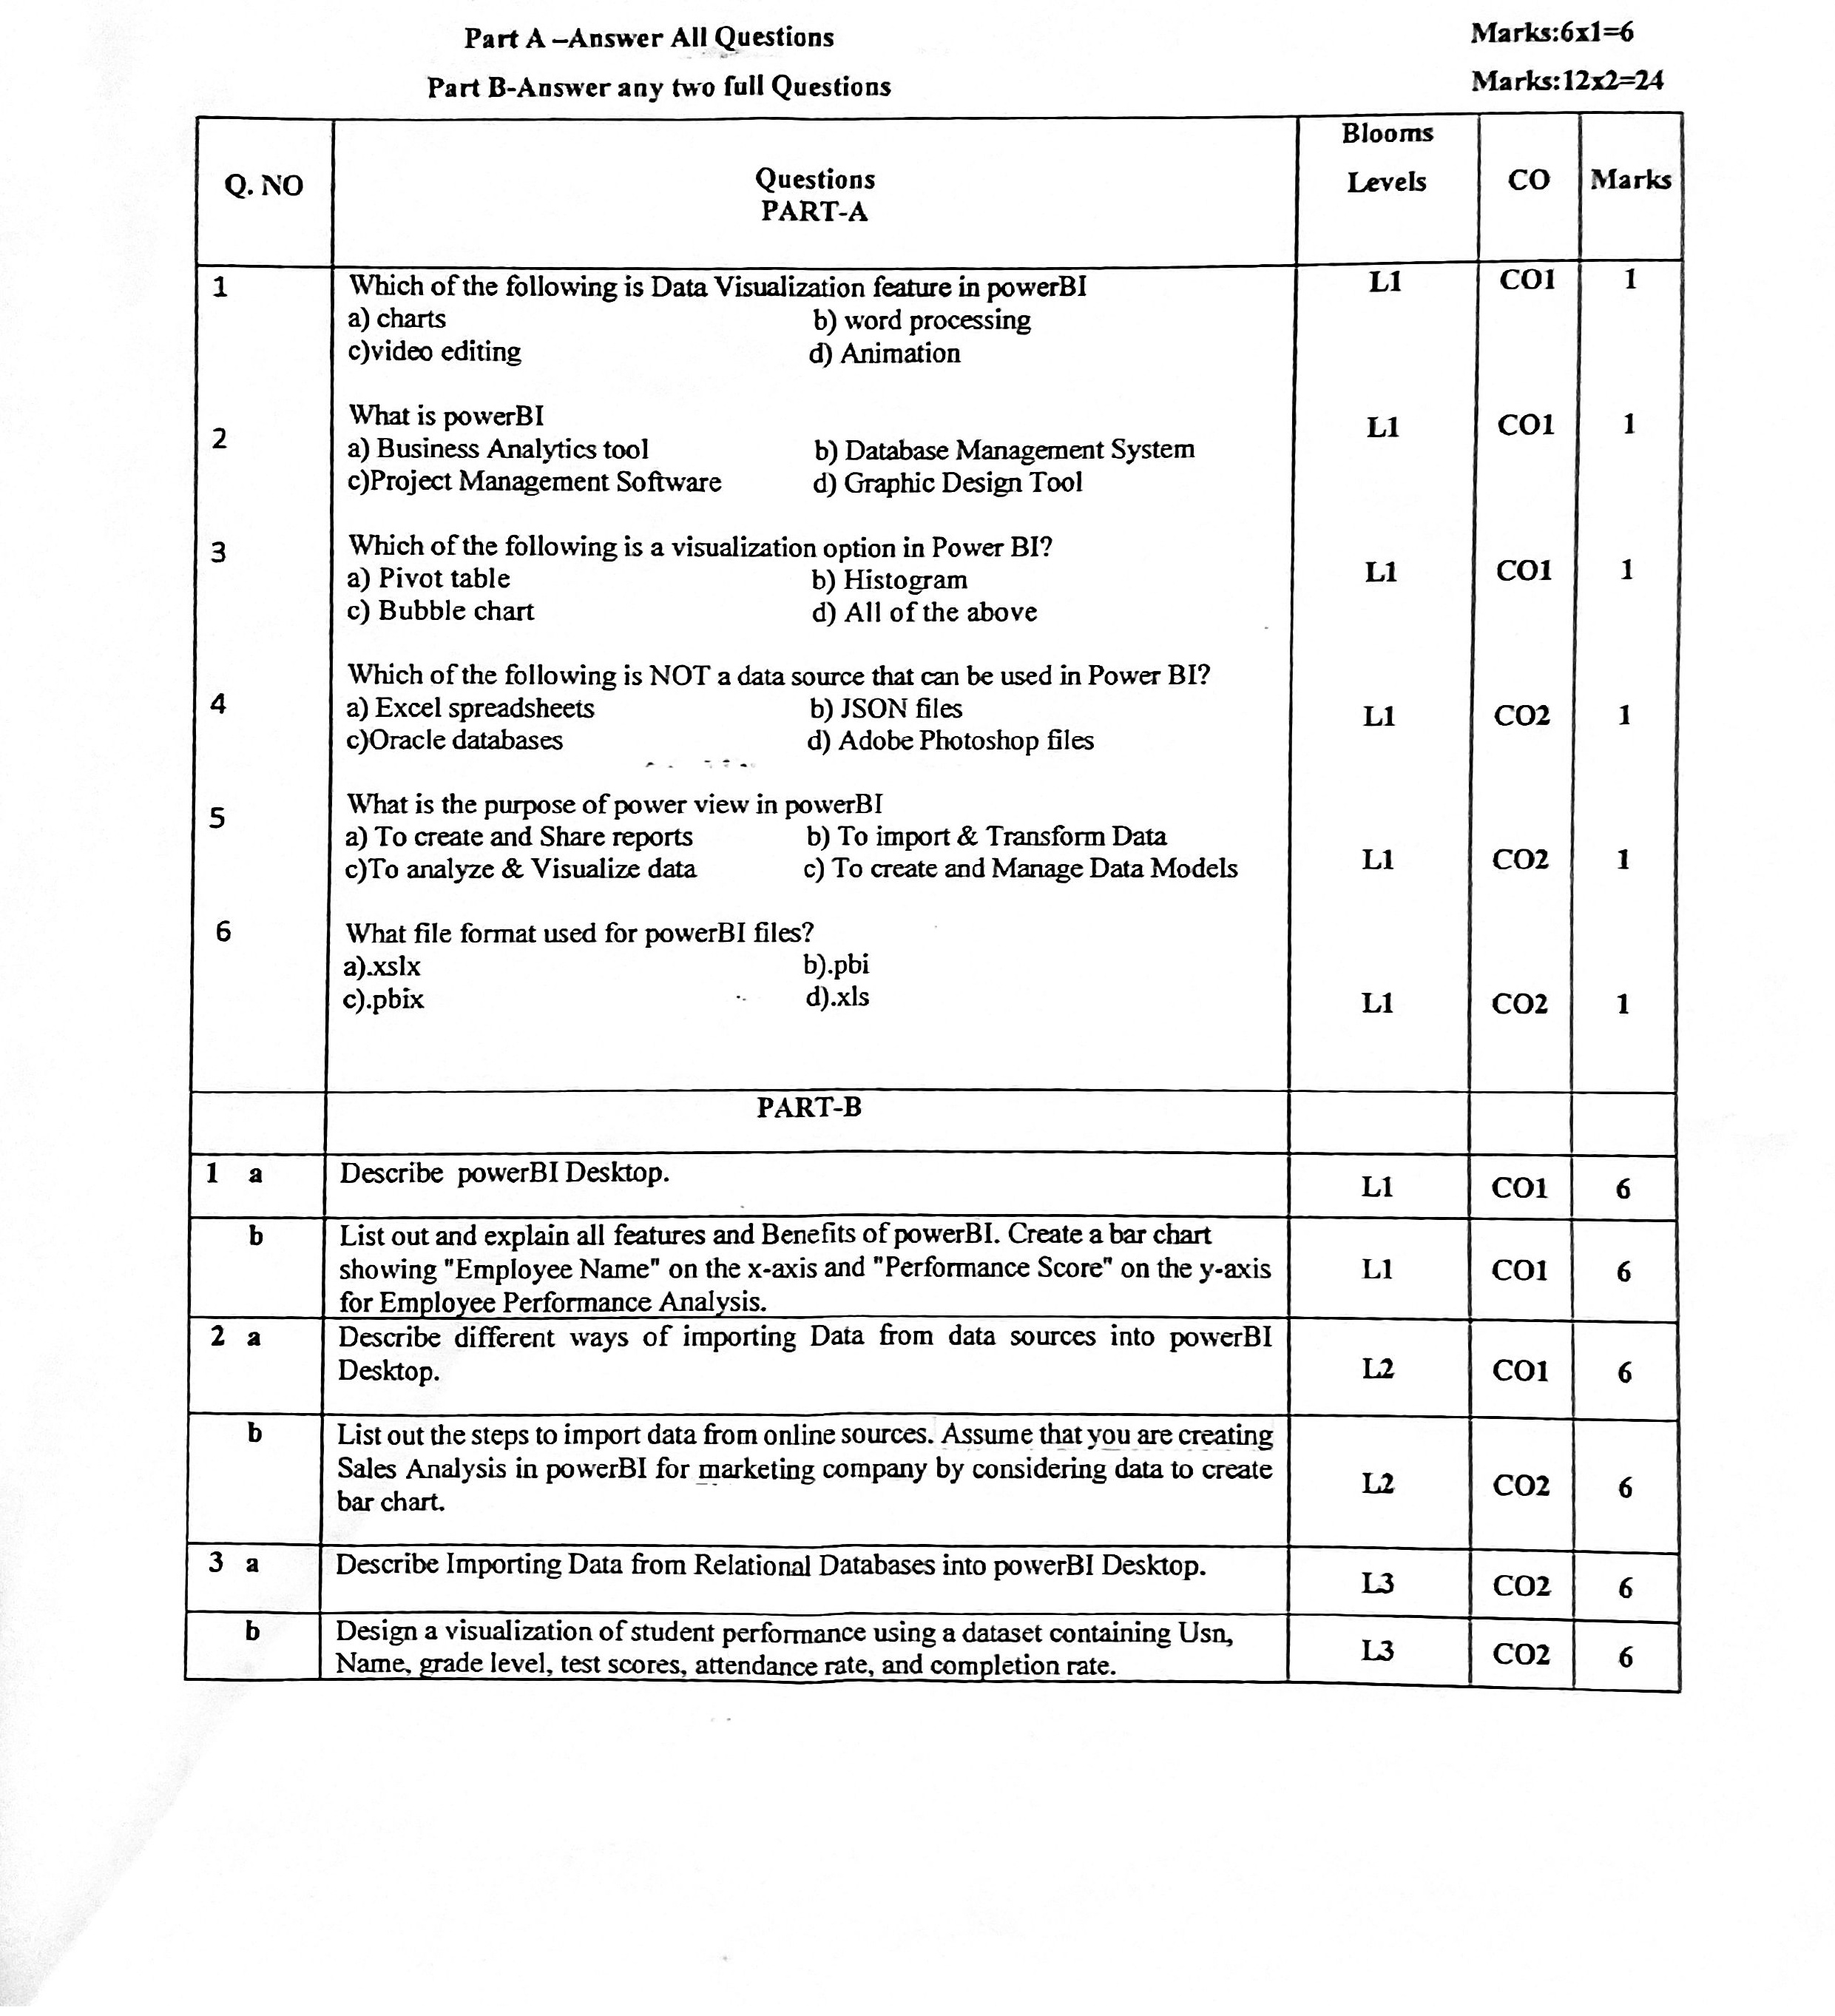 Part A –Answer All Questions Marks:6x1=6
Part B-Answer any two full Questions Marks:12x2=24
Q. NO Questions PART-A Blooms Levels CO Marks
1 Which of the following is Data Visualization feature in powerBI L1 CO1 1
a) charts b) word processing
c)video editing d) Animation
2 What is powerBI L1 CO1 1
a) Business Analytics tool b) Database Management System
c)Project Management Software d) Graphic Design Tool
3 Which of the following is a visualization option in Power BI? L1 CO1 1
a) Pivot table b) Histogram
c) Bubble chart d) All of the above
4 Which of the following is NOT a data source that can be used in Power BI? L1 CO2 1
a) Excel spreadsheets b) JSON files
c)Oracle databases d) Adobe Photoshop files
5 What is the purpose of power view in powerBI L1 CO2 1
a) To create and Share reports b) To import & Transform Data
c)To analyze & Visualize data c) To create and Manage Data Models
6 What file format used for powerBI files? L1 CO2 1
a).xslx b).pbi
c).pbix d).xls
PART-B
1 a Describe powerBI Desktop. L1 CO1 6
b List out and explain all features and Benefits of powerBI. Create a bar chart
showing "Employee Name" on the x-axis and "Performance Score" on the y-axis L1 CO1 6
for Employee Performance Analysis.
2 a Describe different ways of importing Data from data sources into powerBI
Desktop. L2 CO1 6
b List out the steps to import data from online sources. Assume that you are creating
Sales Analysis in powerBI for marketing company by considering data to create L2 CO2 6
bar chart.
3 a Describe Importing Data from Relational Databases into powerBI Desktop. L3 CO2 6
b Design a visualization of student performance using a dataset containing Usn, L3 CO2 6
Name, grade level, test scores, attendance rate, and completion rate.